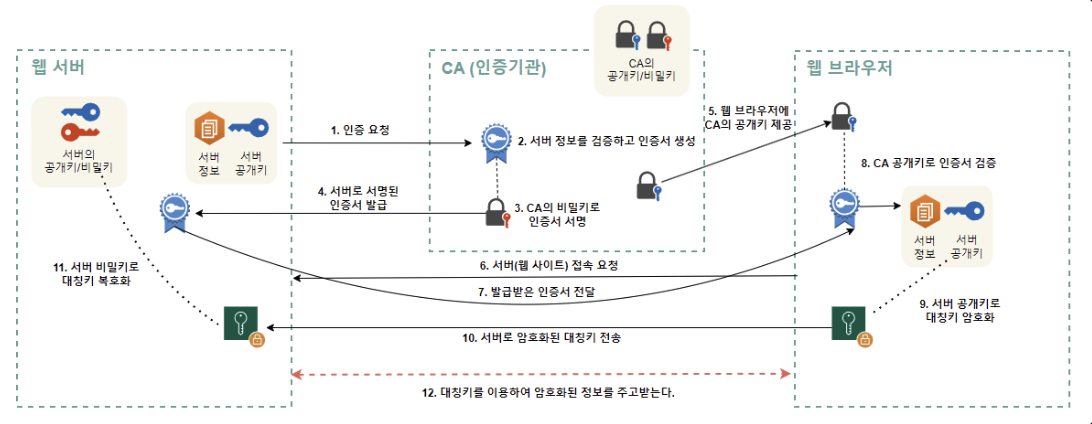 웹 서버
서버의
공개키/비밀키
서버
정보
서버
공개키
1. 인증 요청
CA (인증기관)
CA의
공개키/비밀키
2. 서버 정보를 검증하고 인증서 생성
3. CA의 비밀키로
인증서 서명
4. 서버로 서명된
인증서 발급
5. 웹 브라우저에
CA의 공개키 제공
웹 브라우저
6. 서버(웹 사이트) 접속 요청
7. 발급받은 인증서 전달
8. CA 공개키로 인증서 검증
서버
정보
서버
공개키
9. 서버 공개키로
대칭키 암호화
10. 서버로 암호화된 대칭키 전송
11. 서버 비밀키로
대칭키 복호화
12. 대칭키를 이용하여 암호화된 정보를 주고받는다.